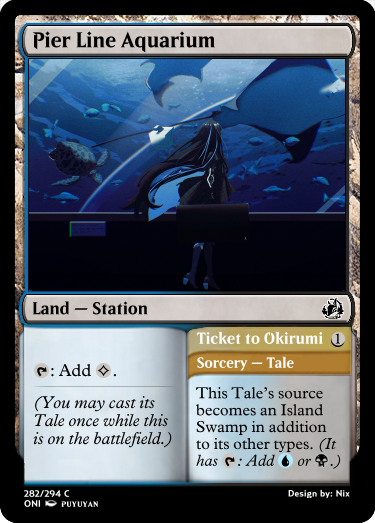 Pier Line Aquarium
Land — Station
: Add .
(You may cast its
Tale once while this
is on the battlefield.)
Ticket to Okirumi 1
Sorcery — Tale
This Tale's source
becomes an Island
Swamp in addition
to its other types. (It
has : Add or .)
282/294 C
ONI PUYUYAN
Design by: Nix